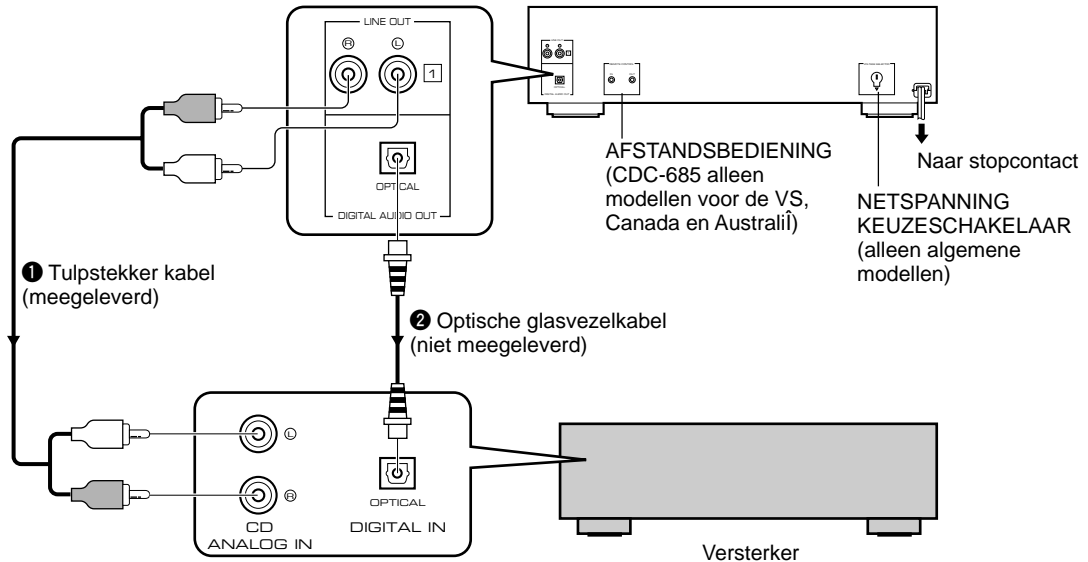 LINE OUT
R L
1
OPTICAL
DIGITAL AUDIO OUT
AFSTANDSBEDIENING
(CDC-685 alleen
modellen voor de VS,
Canada en AustraliÎ)
Naar stopcontact
NETSPANNING
KEUZESCHAKELAAR
(alleen algemene
modellen)
❶ Tulpstekker kabel
(meegeleverd)
❷ Optische glasvezelkabel
(niet meegeleverd)
L
R
OPTICAL
CD
ANALOG IN
DIGITAL IN
Versterker